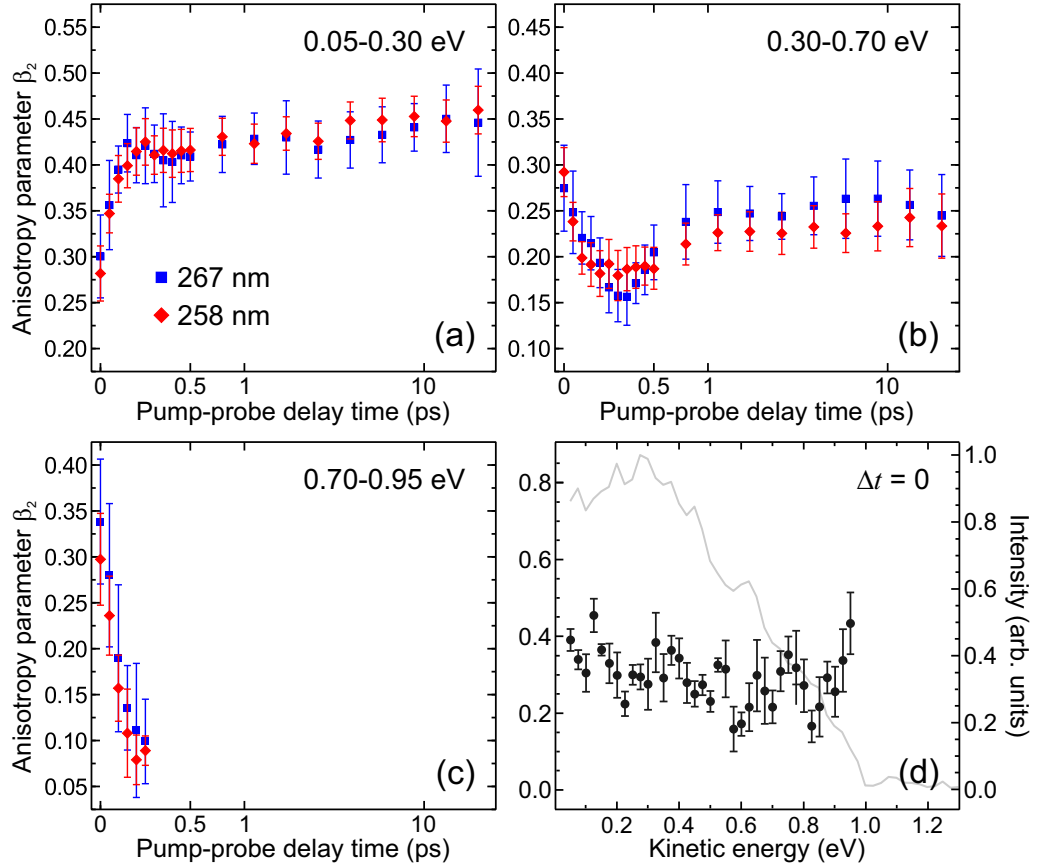 0.05-0.30 eV
0.55
0.50
0.45
0.40
0.35
0.30
0.25
0.20
Anisotropy parameter β2
267 nm
258 nm
(a)
0 0.5 1 10
Pump-probe delay time (ps)
0.30-0.70 eV
0.45
0.40
0.35
0.30
0.25
0.20
0.15
0.10
(b)
0 0.5 1 10
Pump-probe delay time (ps)
0.70-0.95 eV
0.40
0.35
0.30
0.25
0.20
0.15
0.10
0.05
Anisotropy parameter β2
(c)
0 0.5 1 10
Pump-probe delay time (ps)
Δt = 0
0.8
0.6
0.4
0.2
0.0
1.0
0.8
0.6
0.4
0.2
0.0
Intensity (arb. units)
(d)
0.2 0.4 0.6 0.8 1.0 1.2
Kinetic energy (eV)